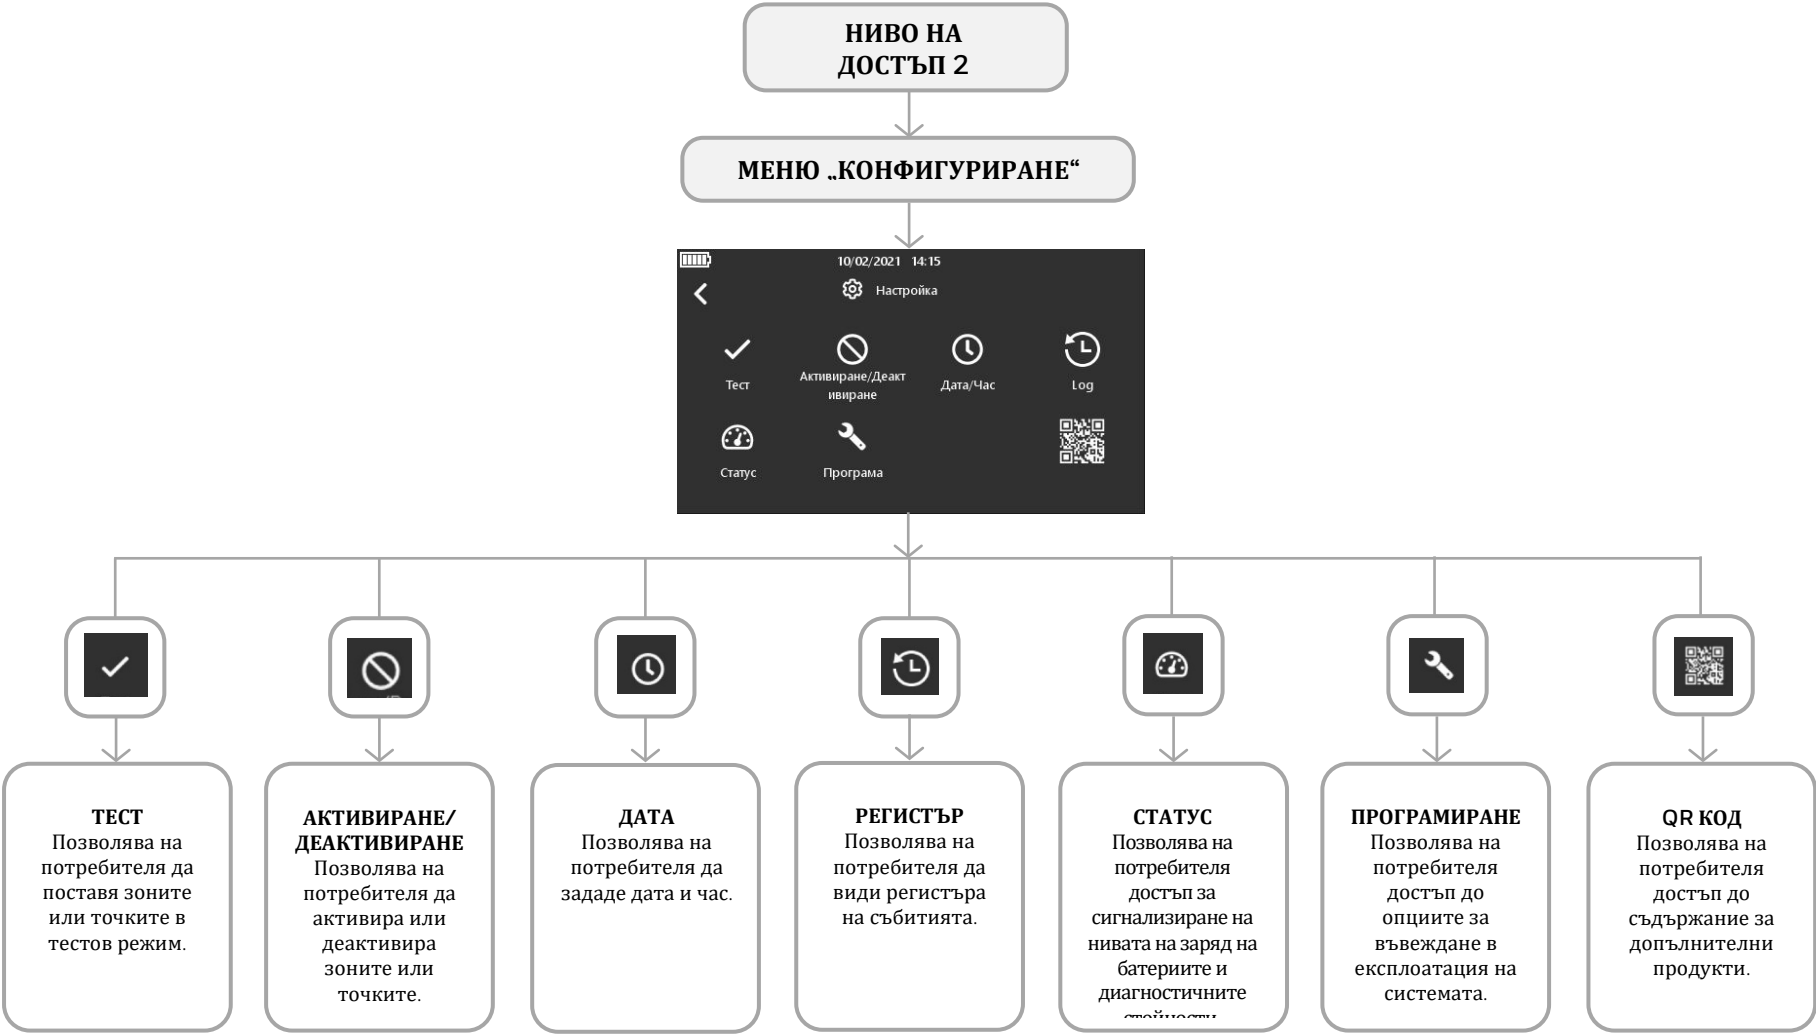 НИВО НА
ДОСТЪП 2
МЕНЮ „КОНФИГУРИРАНЕ“
10/02/2021 14:15
Настройка
Тест
Активиране/Деакт
ивиране
Дата/Час
Log
Статус
Програма
ТЕСТ
Позволява на
потребителя да
поставя зоните
или точките в
тестов режим.
АКТИВИРАНЕ/
ДЕАКТИВИРАНЕ
Позволява на
потребителя да
активира или
деактивира
зоните или
точките.
ДАТА
Позволява на
потребителя да
зададе дата и час.
РЕГИСТЪР
Позволява на
потребителя да
види регистъра
на събитията.
СТАТУС
Позволява на
потребителя
достъп за
сигнализиране на
нивата на заряд на
батериите и
диагностичните
стойности.
ПРОГРАМИРАНЕ
Позволява на
потребителя
достъп до
опциите за
въвеждане в
експлоатация на
системата.
QR КОД
Позволява на
потребителя
достъп до
съдържание за
допълнителни
продукти.